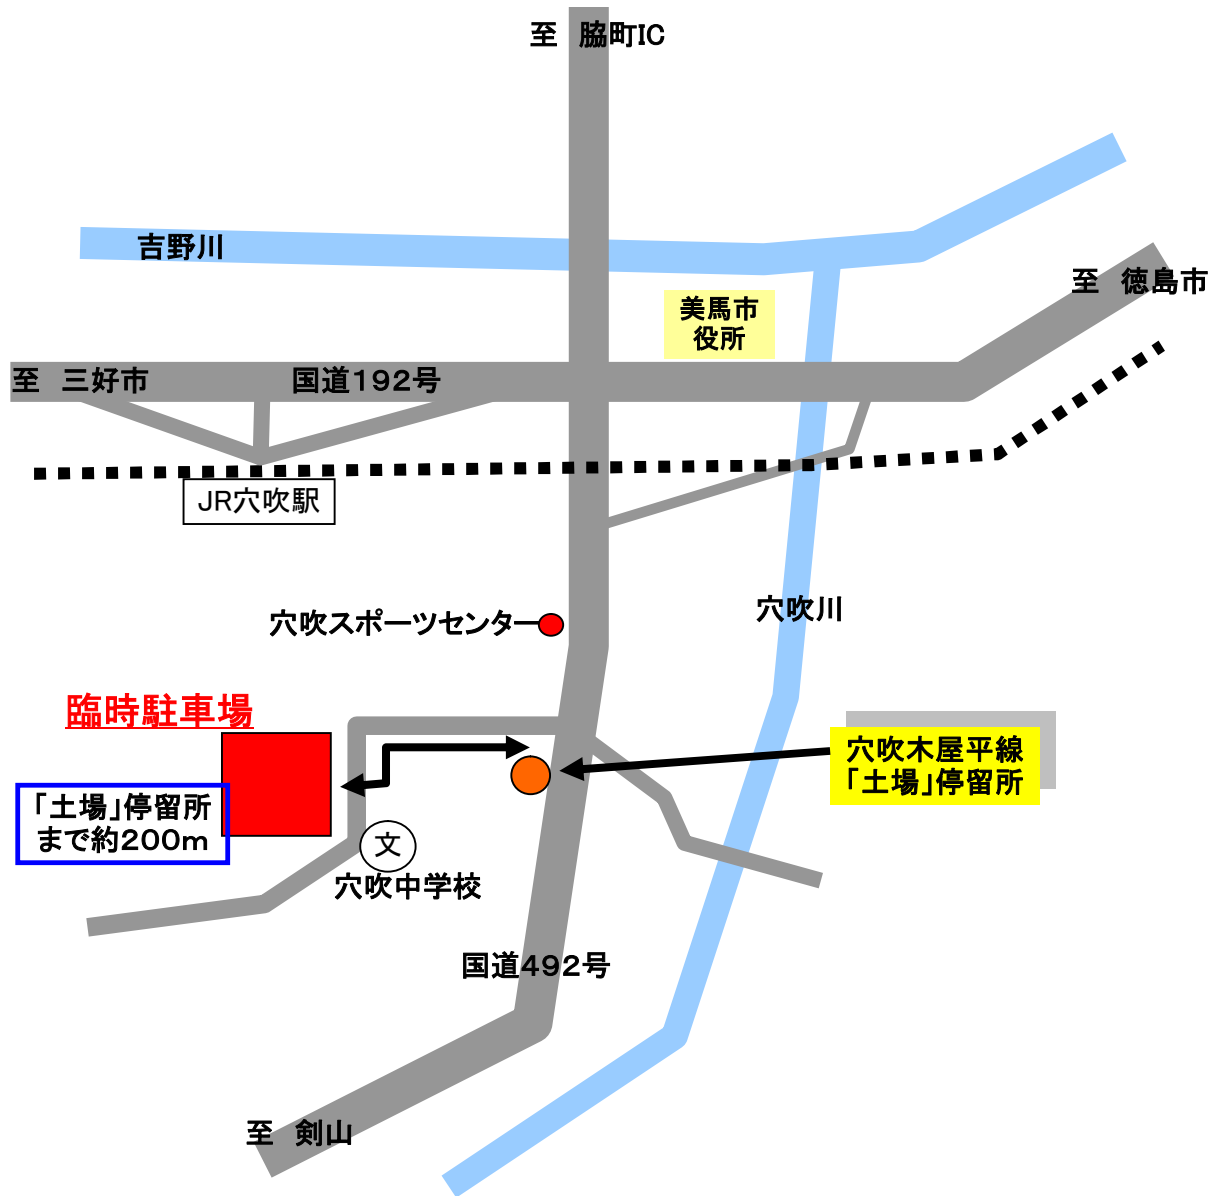 至　脇町IC
吉野川
至　徳島市
美馬市
役所
至　三好市
国道192号
JR穴吹駅
穴吹スポーツセンター
穴吹川
臨時駐車場
穴吹木屋平線
「土場」停留所
「土場」停留所
まで約200m
文
穴吹中学校
国道492号
至　剣山